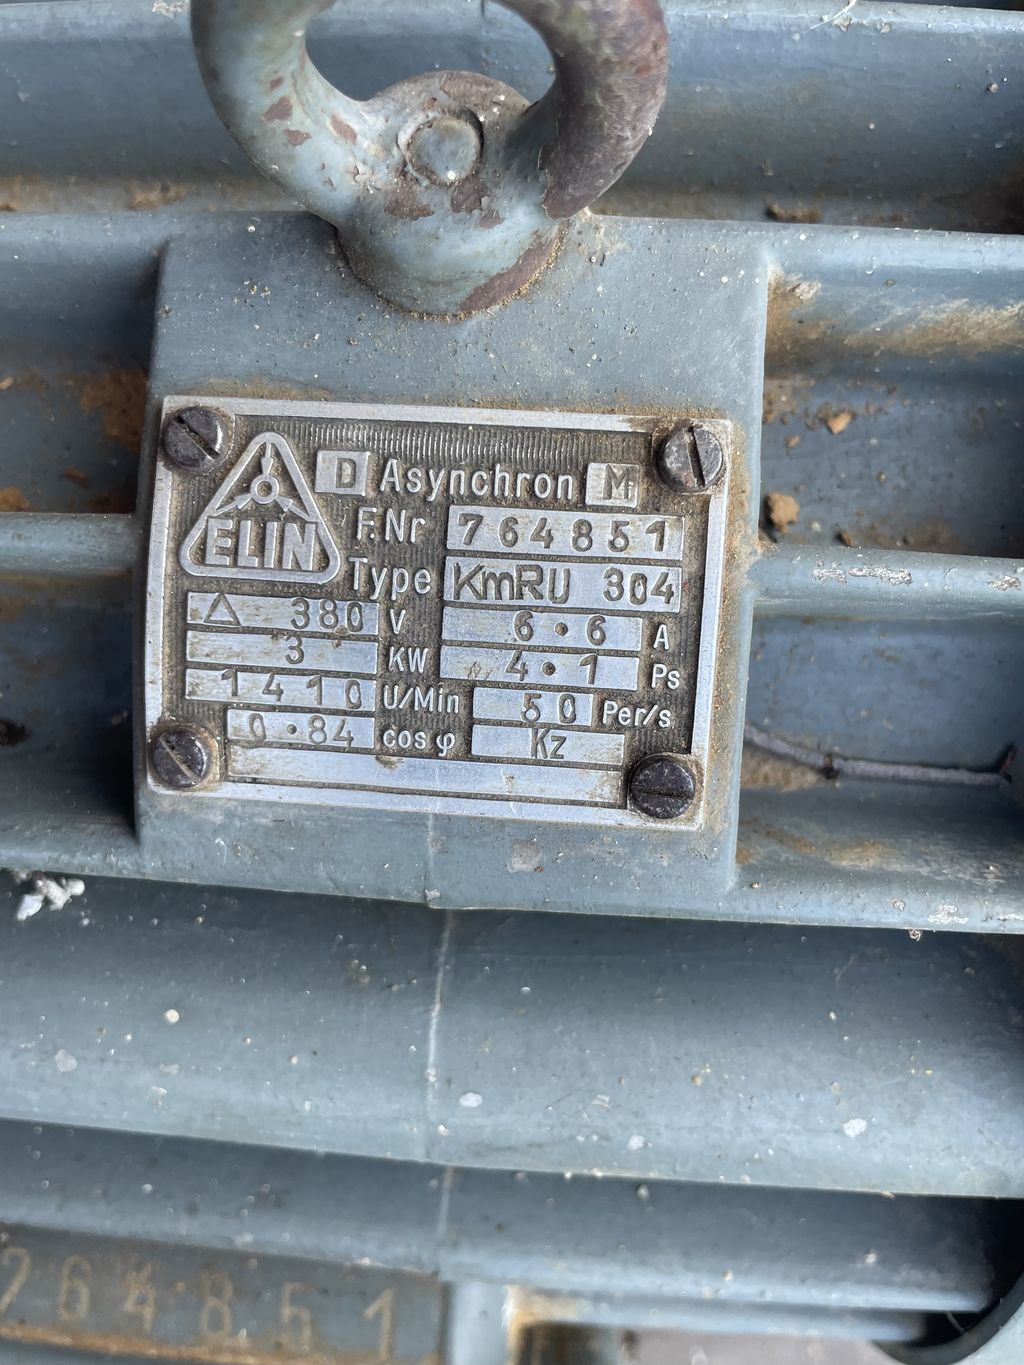 ELIN
D Asynchron Mi
F.Nr 764851
Type KmRU 304
△ 380 V 6·6 A
3 KW 4·1 Ps
1410 U/Min 50 Per/s
0·84 cos φ Kz
764851